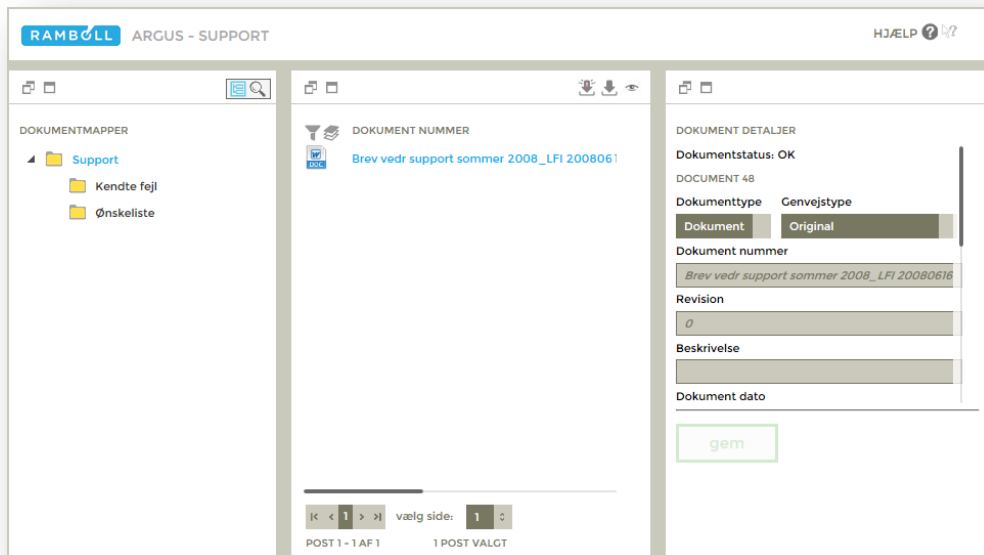 RAMBOLL ARGUS - SUPPORT
HJÆLP
DOKUMENTMAPPER
Support
Kendte fejl
Ønskeliste
DOKUMENT NUMMER
DOC
Brev vedr support sommer 2008_LFI 2008061
1
vælg side: 1
POST 1 - 1 AF 1 1 POST VALGT
DOKUMENT DETALJER
Dokumentstatus: OK
DOCUMENT 48
Dokumenttype Genvejstype
Dokument Original
Dokument nummer
Brev vedr support sommer 2008_LFI 20080616
Revision
0
Beskrivelse
Dokument dato
gem